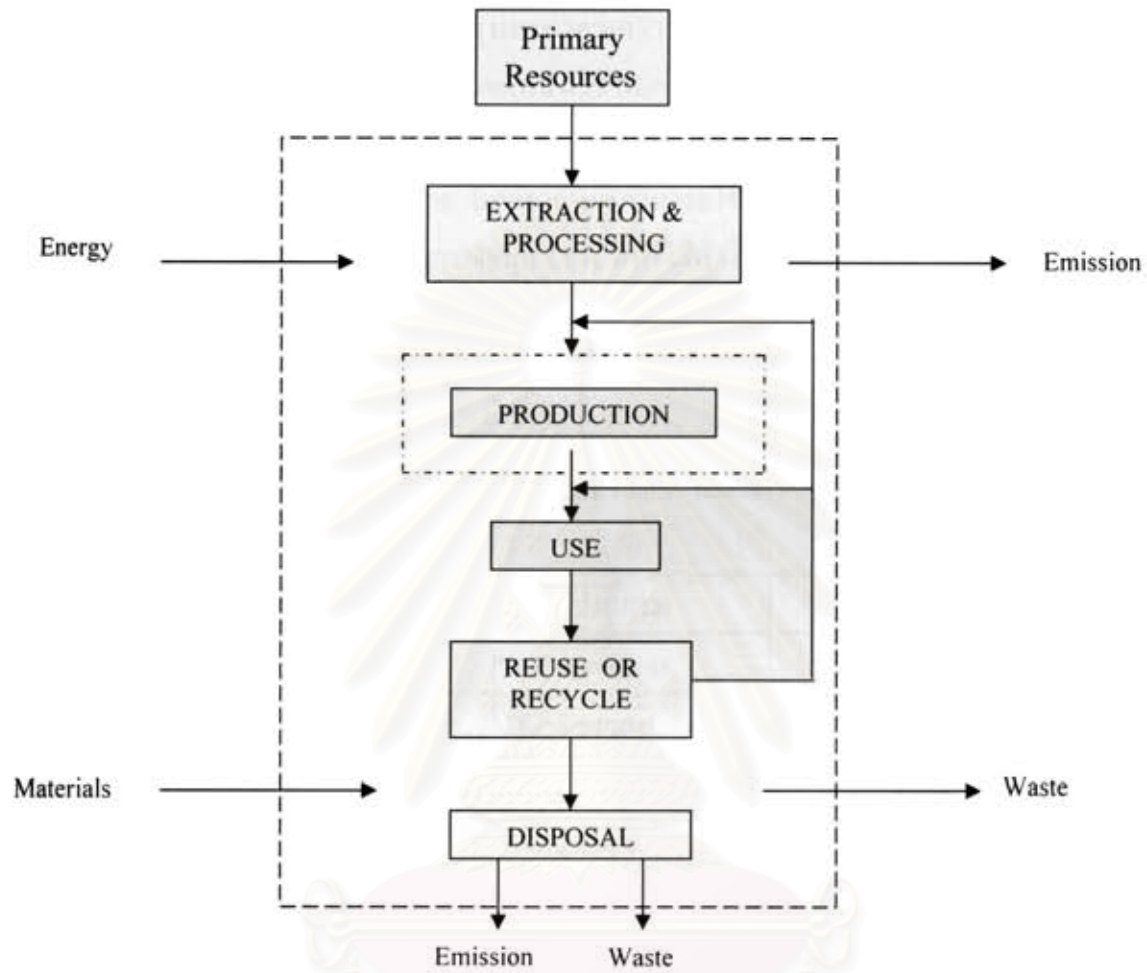 Primary
Resources
EXTRACTION &
PROCESSING
Energy
Emission
PRODUCTION
USE
REUSE OR
RECYCLE
Materials
Waste
DISPOSAL
Emission
Waste